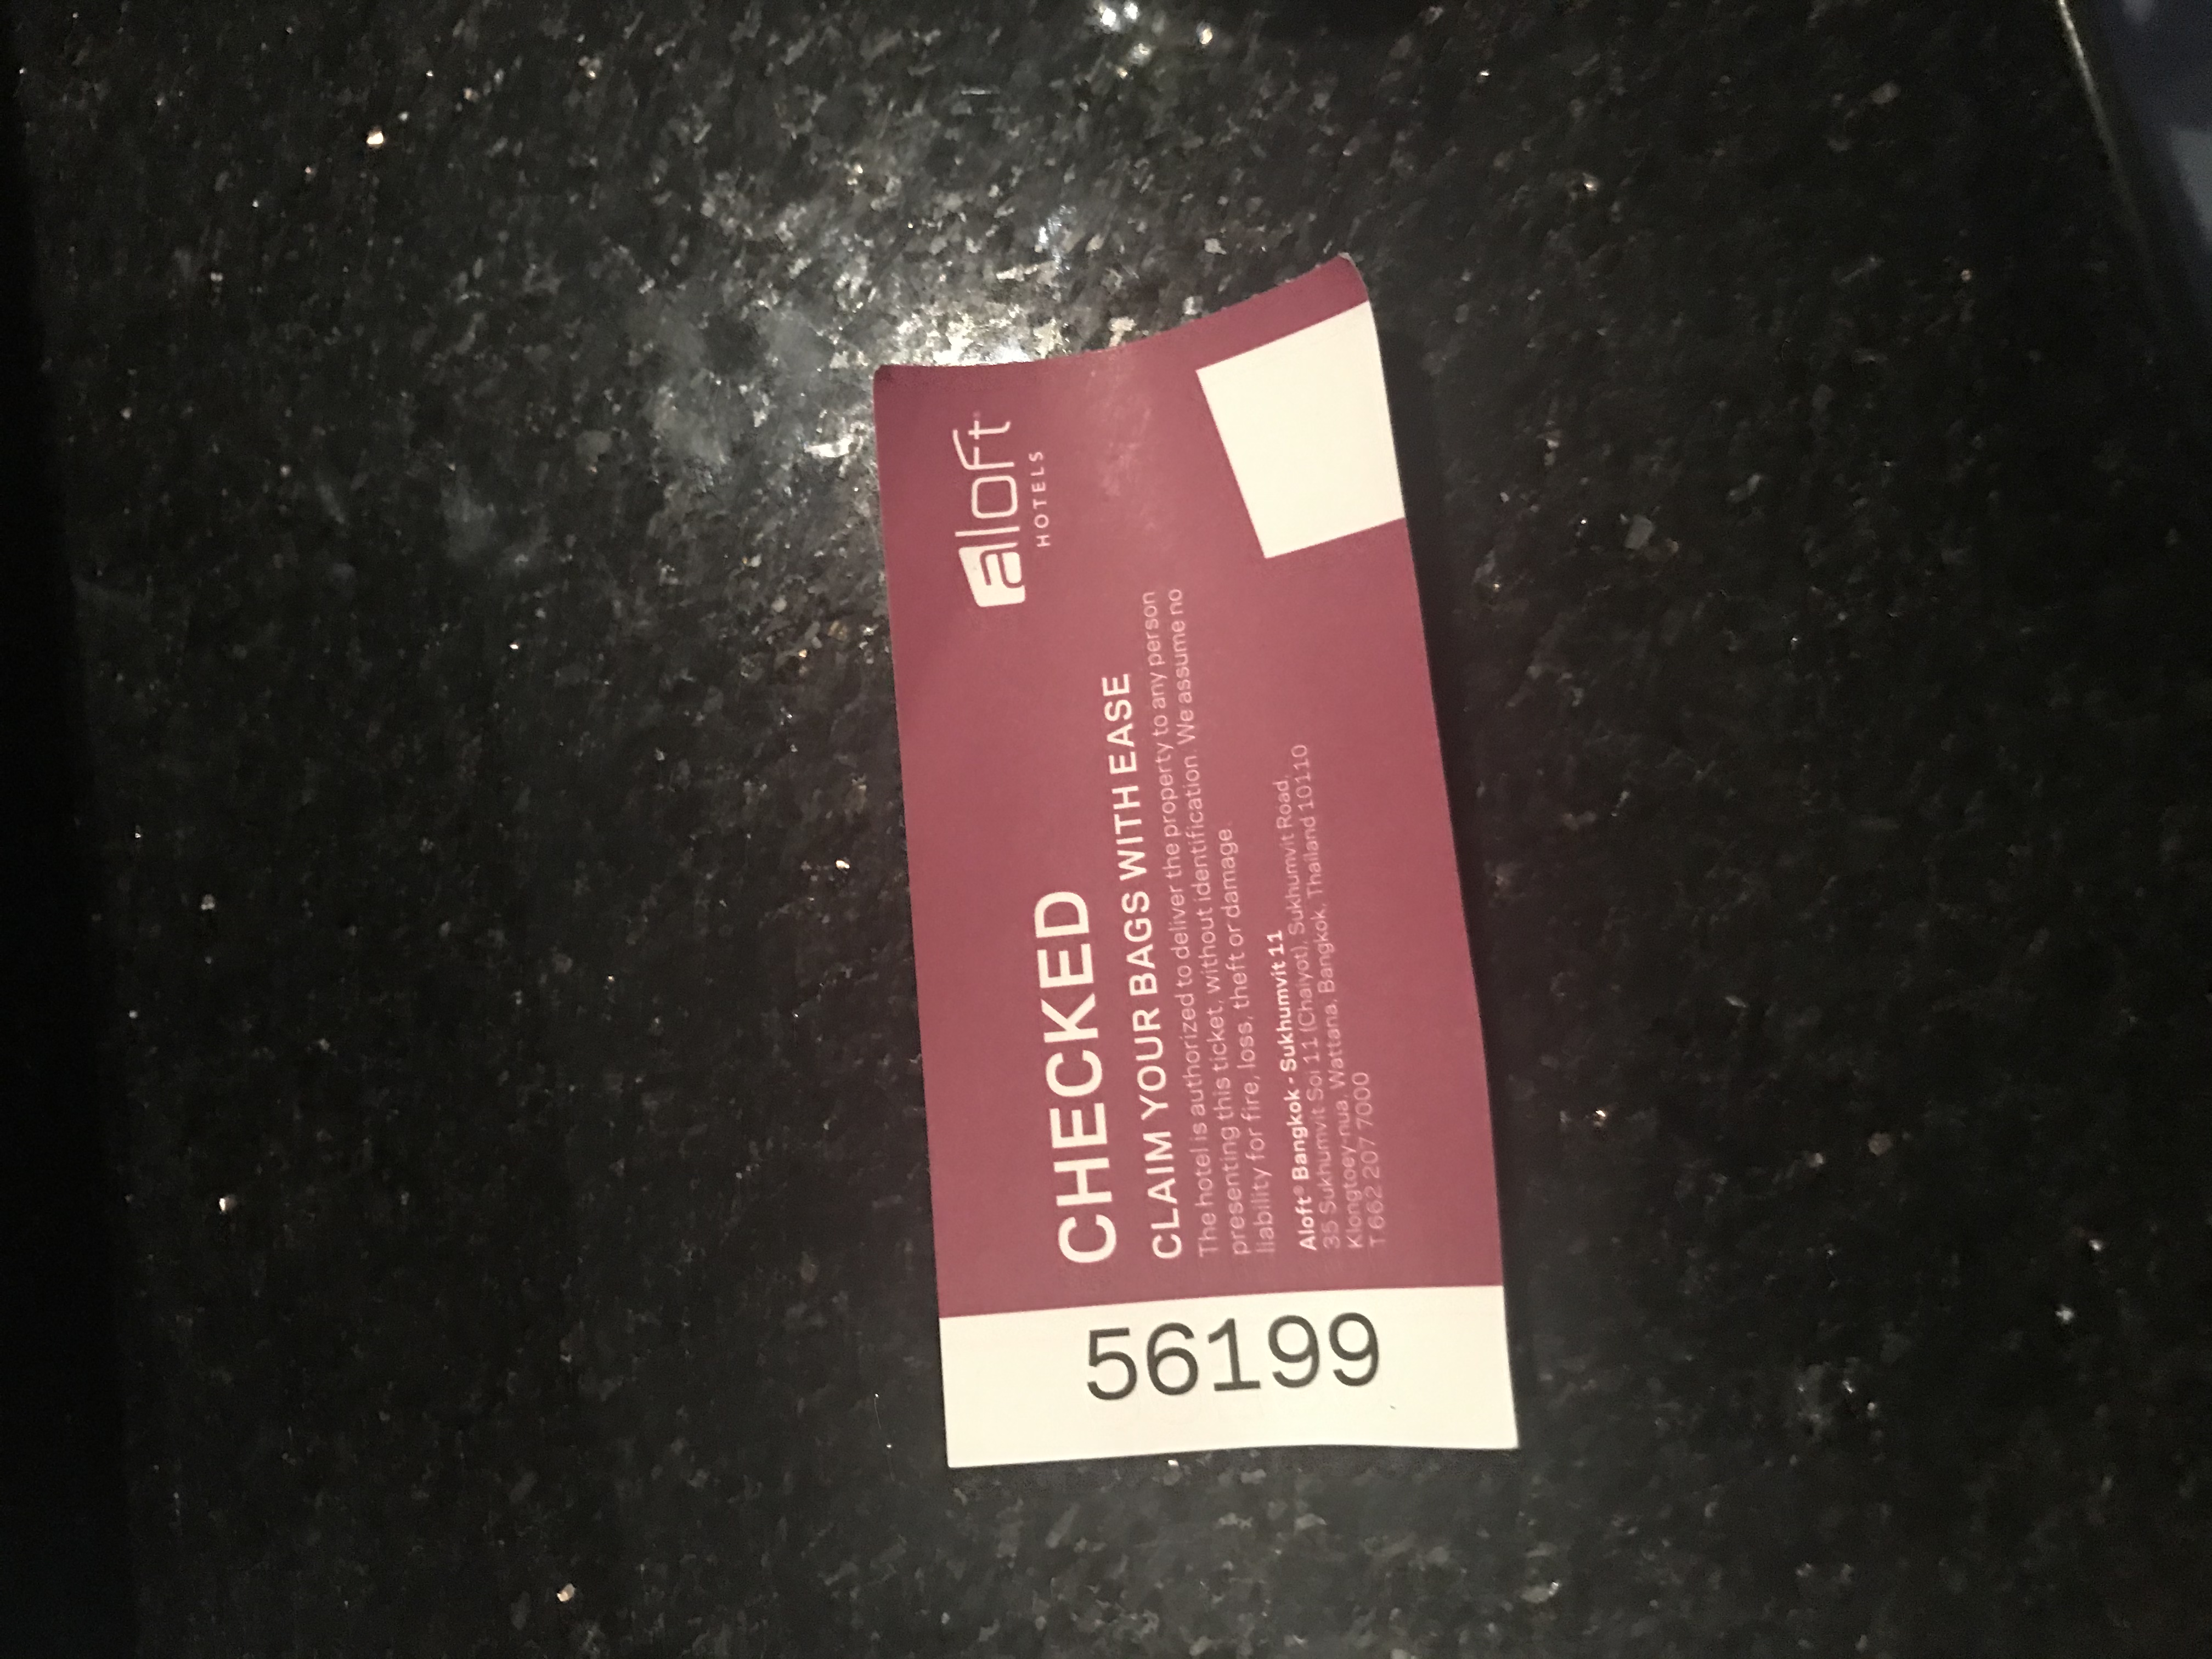 aloft
HOTELS
CHECKED
CLAIM YOUR BAGS WITH EASE
The hotel is authorized to deliver the property to any person
presenting this ticket, without identification. We assume no
liability for fire, loss, theft or damage.
Aloft® Bangkok - Sukhumvit 11
35 Sukhumvit Soi 11 (Chaiyot), Sukhumvit Road,
Klongtoey-nua, Wattana, Bangkok, Thailand 10110
T 662 207 7000
56199